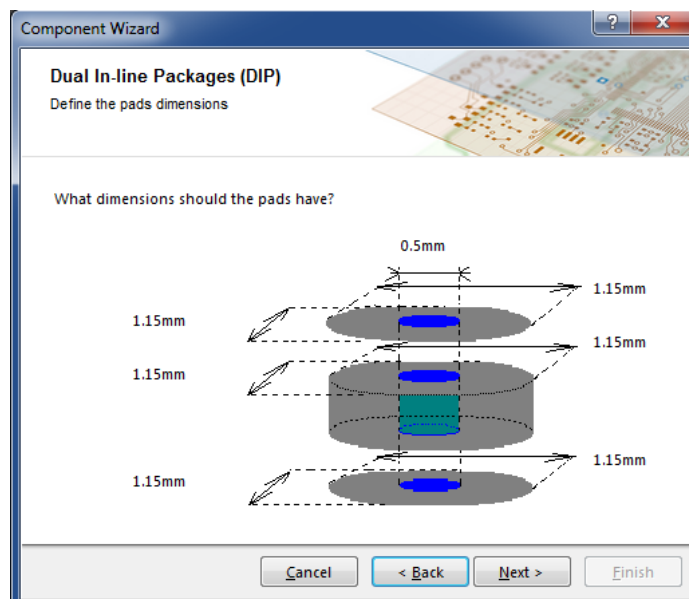 Component Wizard
?
X
Dual In-line Packages (DIP)
Define the pads dimensions
What dimensions should the pads have?
0.5mm
1.15mm
1.15mm
1.15mm
1.15mm
1.15mm
1.15mm
Cancel
< Back
Next >
Finish